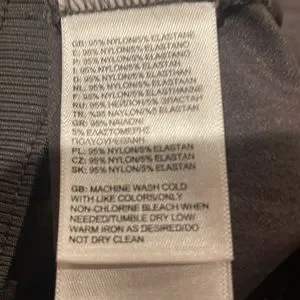 GB: 95% NYLON/5% ELASTANE
E: 95% NYLON/5% ELASTANO
P: 95% NYLON/5% ELASTANO
I: 95% NYLON/5% ELASTAN
D: 95% NYLON/5% ELASTHAN
NL: 95% NYLON/5% ELASTAN
F: 95% NYLON/5% ELASTHANNE
RU: 95% НЕЙЛОН/5% ЭЛАСТАН
TR: %95 NAYLON/5% ELASTAN
GR: 95% ΝΑΙΛΟΝ,
5% ΕΛΑΣΤΟΜΕΡΗΣ
ΠΟΛΥΟΥΡΕΘΑΝΗ
PL: 95% NYLON/5% ELASTAN
CZ: 95% NYLON/5% ELASTAN
SK: 95% NYLON/5% ELASTAN
GB: MACHINE WASH COLD
WITH LIKE COLORS/ONLY
NON-CHLORINE BLEACH WHEN
NEEDED/TUMBLE DRY LOW/
WARM IRON AS DESIRED/DO
NOT DRY CLEAN